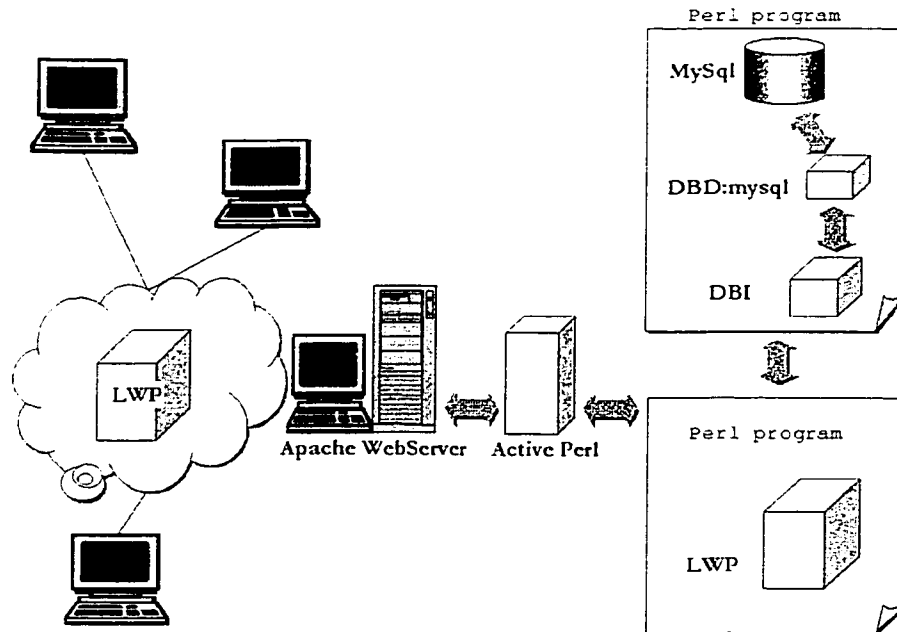 Perl program
MySql
DBD:mysql
DBI
LWP
Apache WebServer
Active Perl
Perl program
LWP